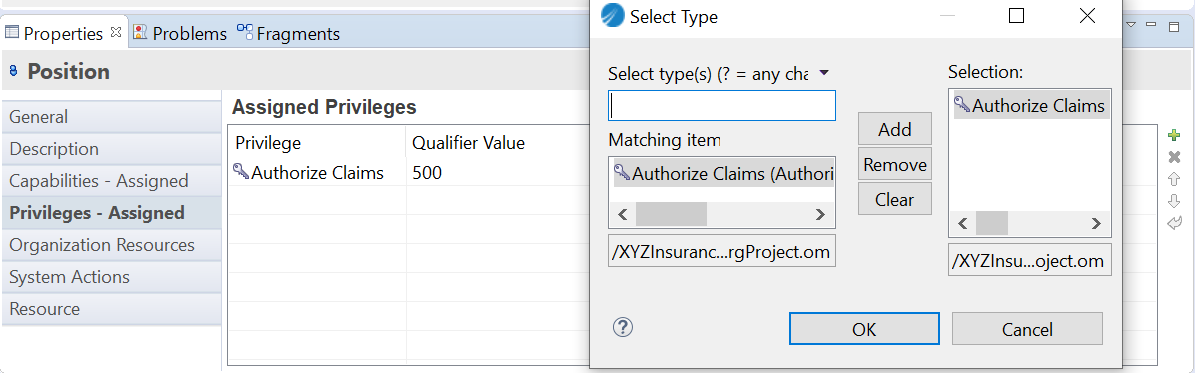 Properties
Problems
Fragments
Position
General
Description
Capabilities - Assigned
Privileges - Assigned
Organization Resources
System Actions
Resource
Assigned Privileges
Privilege Qualifier Value
Authorize Claims 500
Select Type
Select type(s) (? = any cha
Matching item
Authorize Claims (Authori
/XYZInsuranc...rgProject.om
Add
Remove
Clear
Selection:
Authorize Claims
/XYZInsu...oject.om
?
OK
Cancel